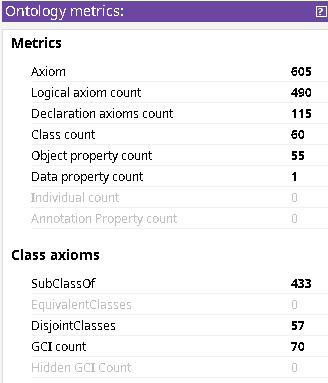 Ontology metrics:
Metrics
Axiom 605
Logical axiom count 490
Declaration axioms count 115
Class count 60
Object property count 55
Data property count 1
Individual count 0
Annotation Property count 0
Class axioms
SubClassOf 433
EquivalentClasses 0
DisjointClasses 57
GCI count 70
Hidden GCI Count 0